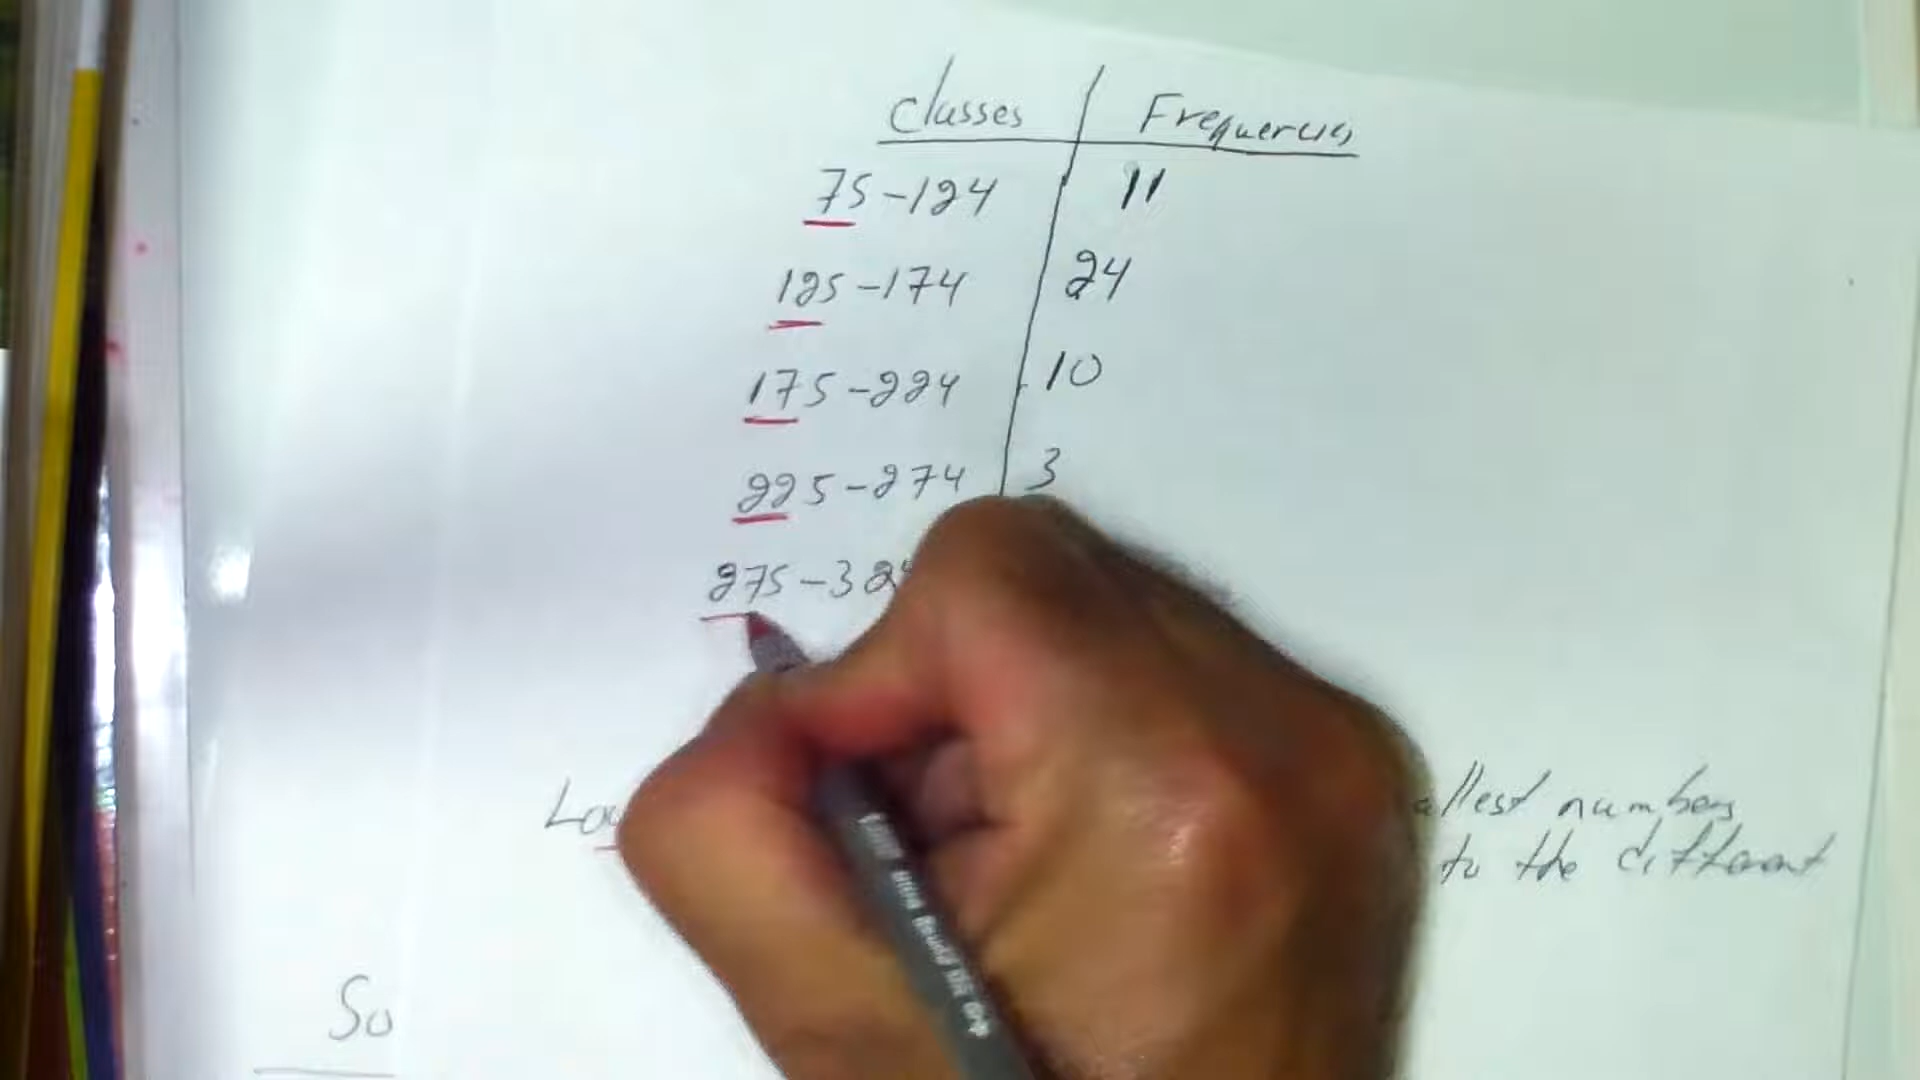 Classes Frequencies
75-124 11
125-174 24
175-224 10
225-274 3
275-324
allest numbers
to the different
So